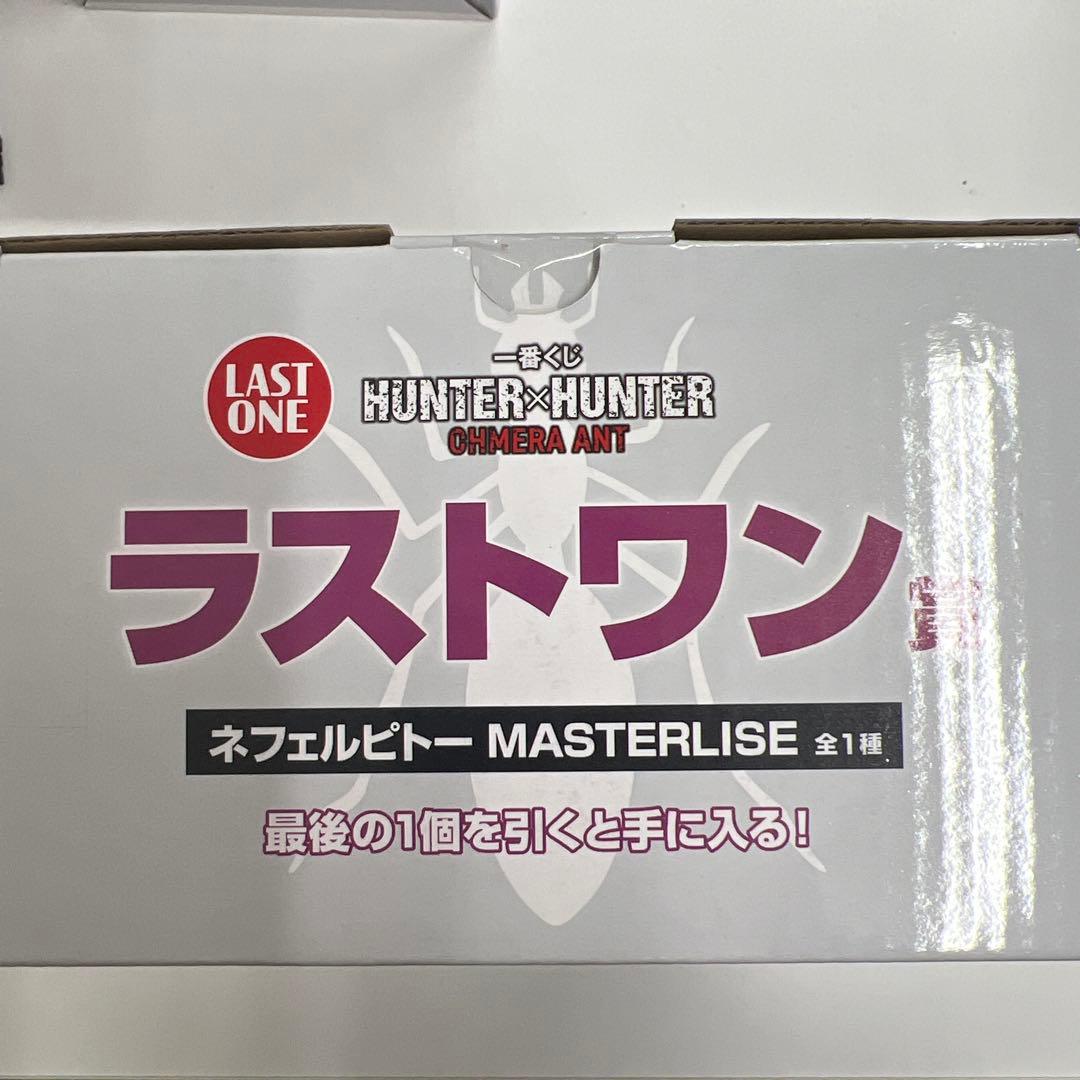 LAST
ONE
一番くじ
HUNTER×HUNTER
CHMERA ANT
ラストワン賞
ネフェルピトー MASTERLISE 全1種
最後の1個を引くと手に入る!